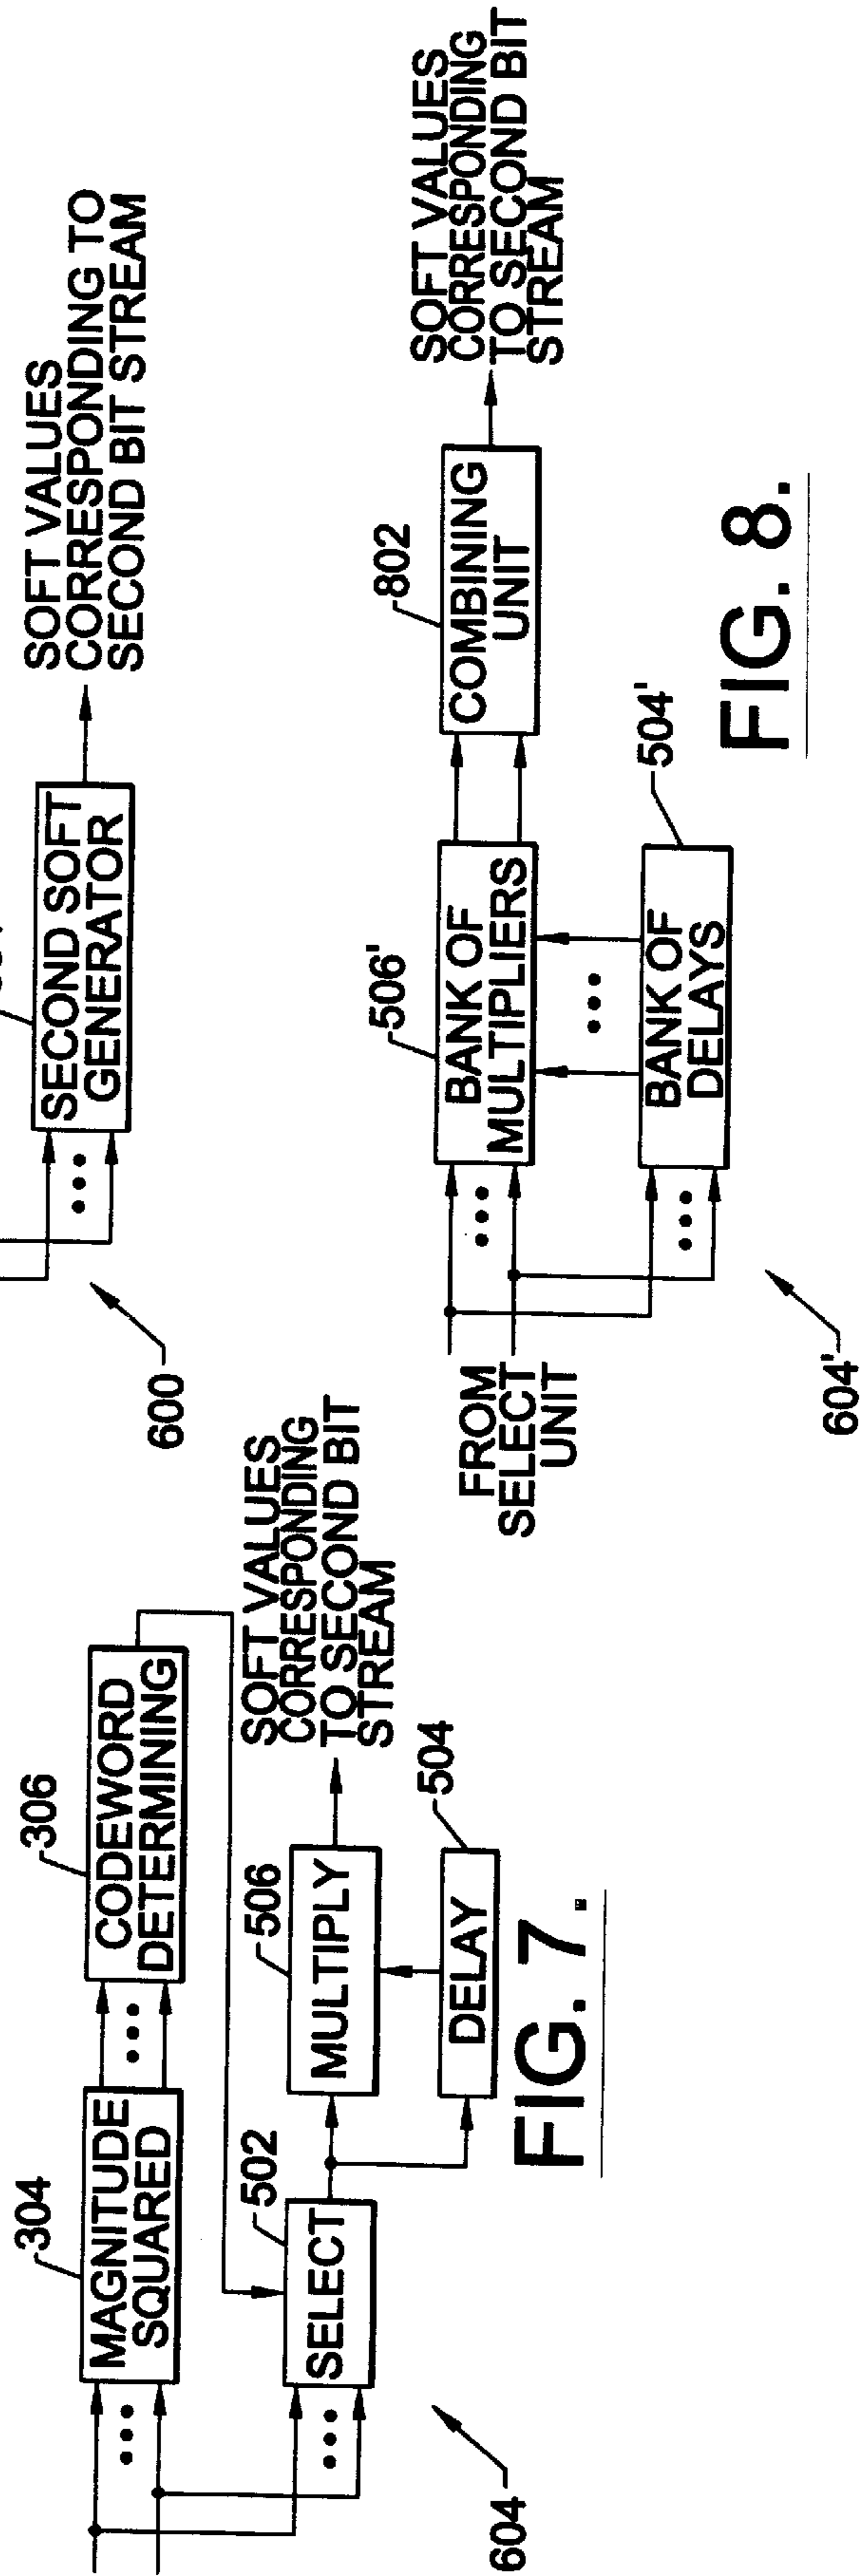 SECOND SOFT
GENERATOR
SOFT VALUES
CORRESPONDING TO
SECOND BIT STREAM
600
304
MAGNITUDE
SQUARED
306
CODEWORD
DETERMINING
502
SELECT
506
MULTIPLY
504
DELAY
SOFT VALUES
CORRESPONDING
TO SECOND BIT
STREAM
604
FIG. 7.
FROM
SELECT
UNIT
506'
BANK OF
MULTIPLIERS
504'
BANK OF
DELAYS
802
COMBINING
UNIT
SOFT VALUES
CORRESPONDING
TO SECOND BIT
STREAM
604'
FIG. 8.